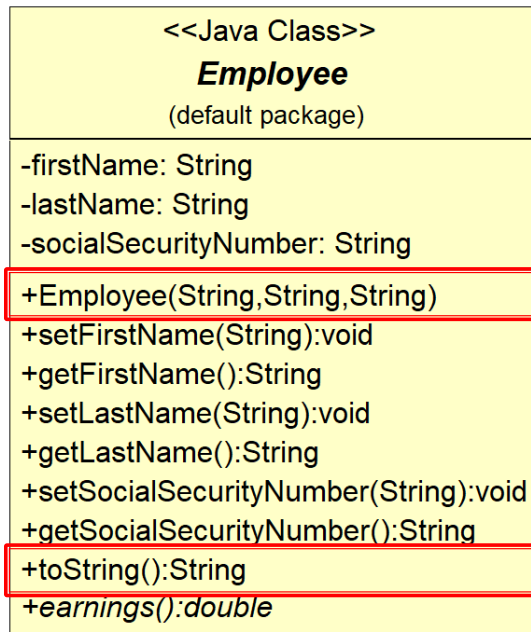 <<Java Class>>
Employee
(default package)
-firstName: String
-lastName: String
-socialSecurityNumber: String
+Employee(String,String,String)
+setFirstName(String):void
+getFirstName():String
+setLastName(String):void
+getLastName():String
+setSocialSecurityNumber(String):void
+getSocialSecurityNumber():String
+toString():String
+earnings():double